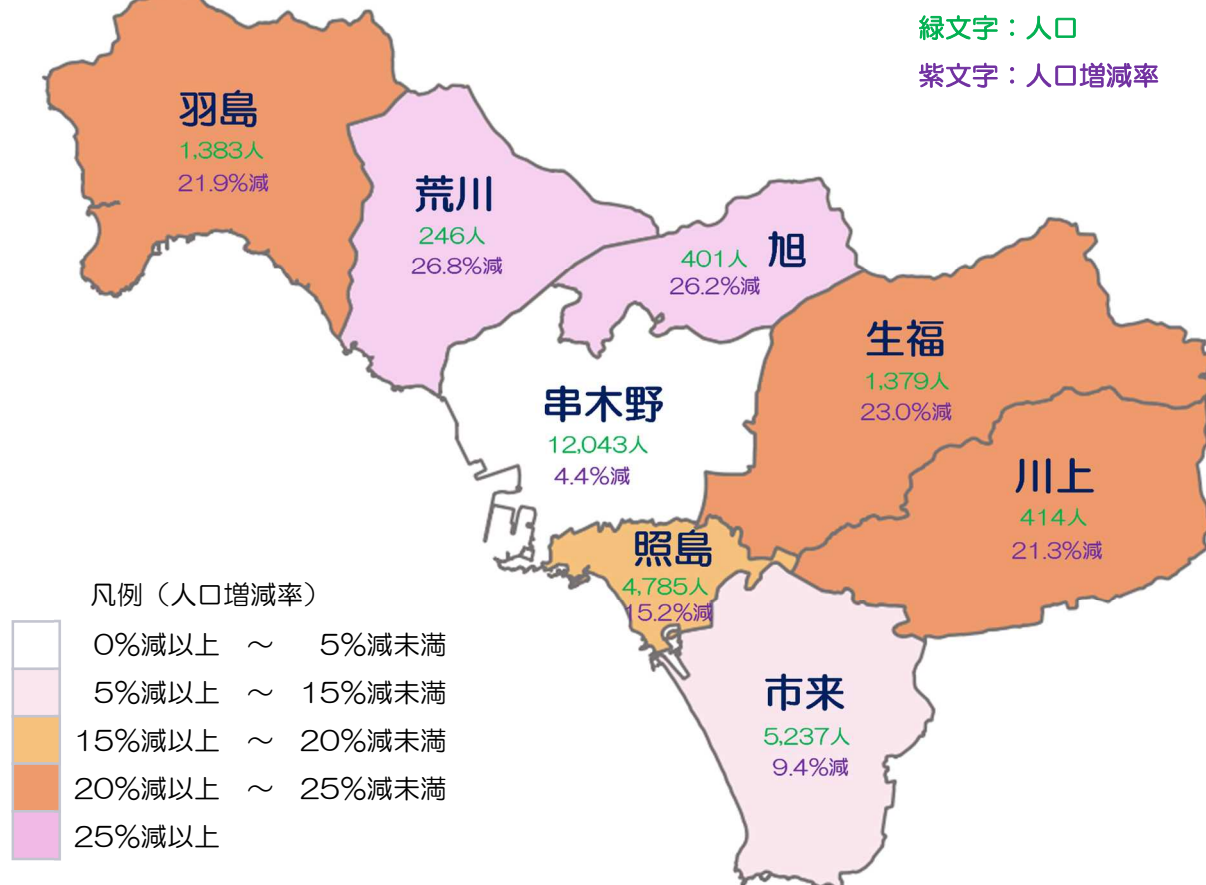 緑文字：人口
紫文字：人口増減率
羽島
1,383人
21.9%減
荒川
246人
26.8%減
旭
401人
26.2%減
生福
1,379人
23.0%減
串木野
12,043人
4.4%減
川上
414人
21.3%減
照島
4,785人
15.2%減
市来
5,237人
9.4%減
凡例（人口増減率）
0%減以上 ～ 5%減未満
5%減以上 ～ 15%減未満
15%減以上 ～ 20%減未満
20%減以上 ～ 25%減未満
25%減以上